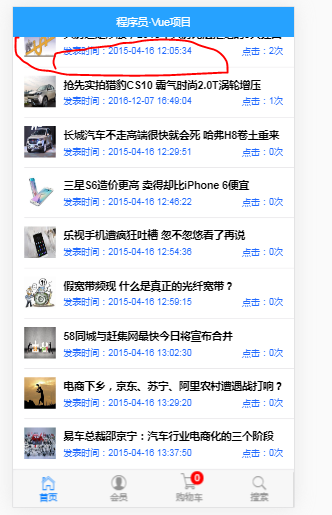 程序员·Vue项目
发表时间：2015-04-16 12:05:34 点击：2次
抢先实拍猎豹CS10 霸气时尚2.0T涡轮增压
发表时间：2016-12-07 16:49:04 点击：1次
长城汽车不走高端很快就会死 哈弗H8卷土重来
发表时间：2015-04-16 12:29:51 点击：0次
三星S6造价更高 卖得却比iPhone 6便宜
发表时间：2015-04-16 12:46:22 点击：0次
乐视手机遭疯狂吐槽 忽不忽悠看了再说
发表时间：2015-04-16 12:54:36 点击：0次
假宽带频现 什么是真正的光纤宽带？
发表时间：2015-04-16 12:59:15 点击：0次
58同城与赶集网最快今日将宣布合并
发表时间：2015-04-16 13:02:30 点击：0次
电商下乡，京东、苏宁、阿里农村遭遇战打响？
发表时间：2015-04-16 13:29:20 点击：0次
易车总裁邵京宁：汽车行业电商化的三个阶段
发表时间：2015-04-16 13:37:50 点击：0次
0
首页 会员 购物车 搜索